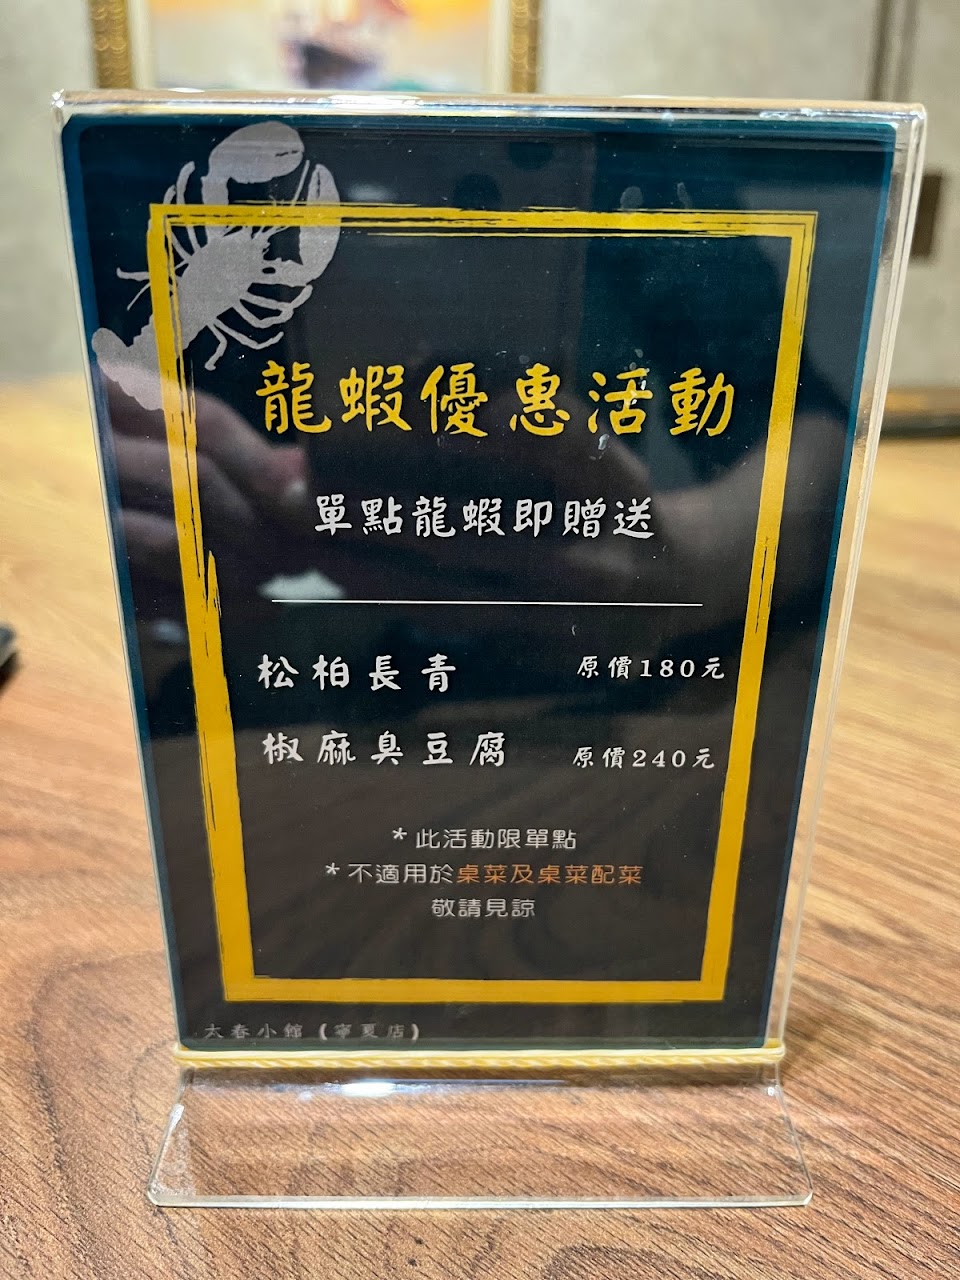 龍蝦優惠活動
單點龍蝦即贈送
松柏長青 原價180元
椒麻臭豆腐 原價240元
*此活動限單點
*不適用於桌菜及桌菜配菜
敬請見諒
大春小館(寧夏店)